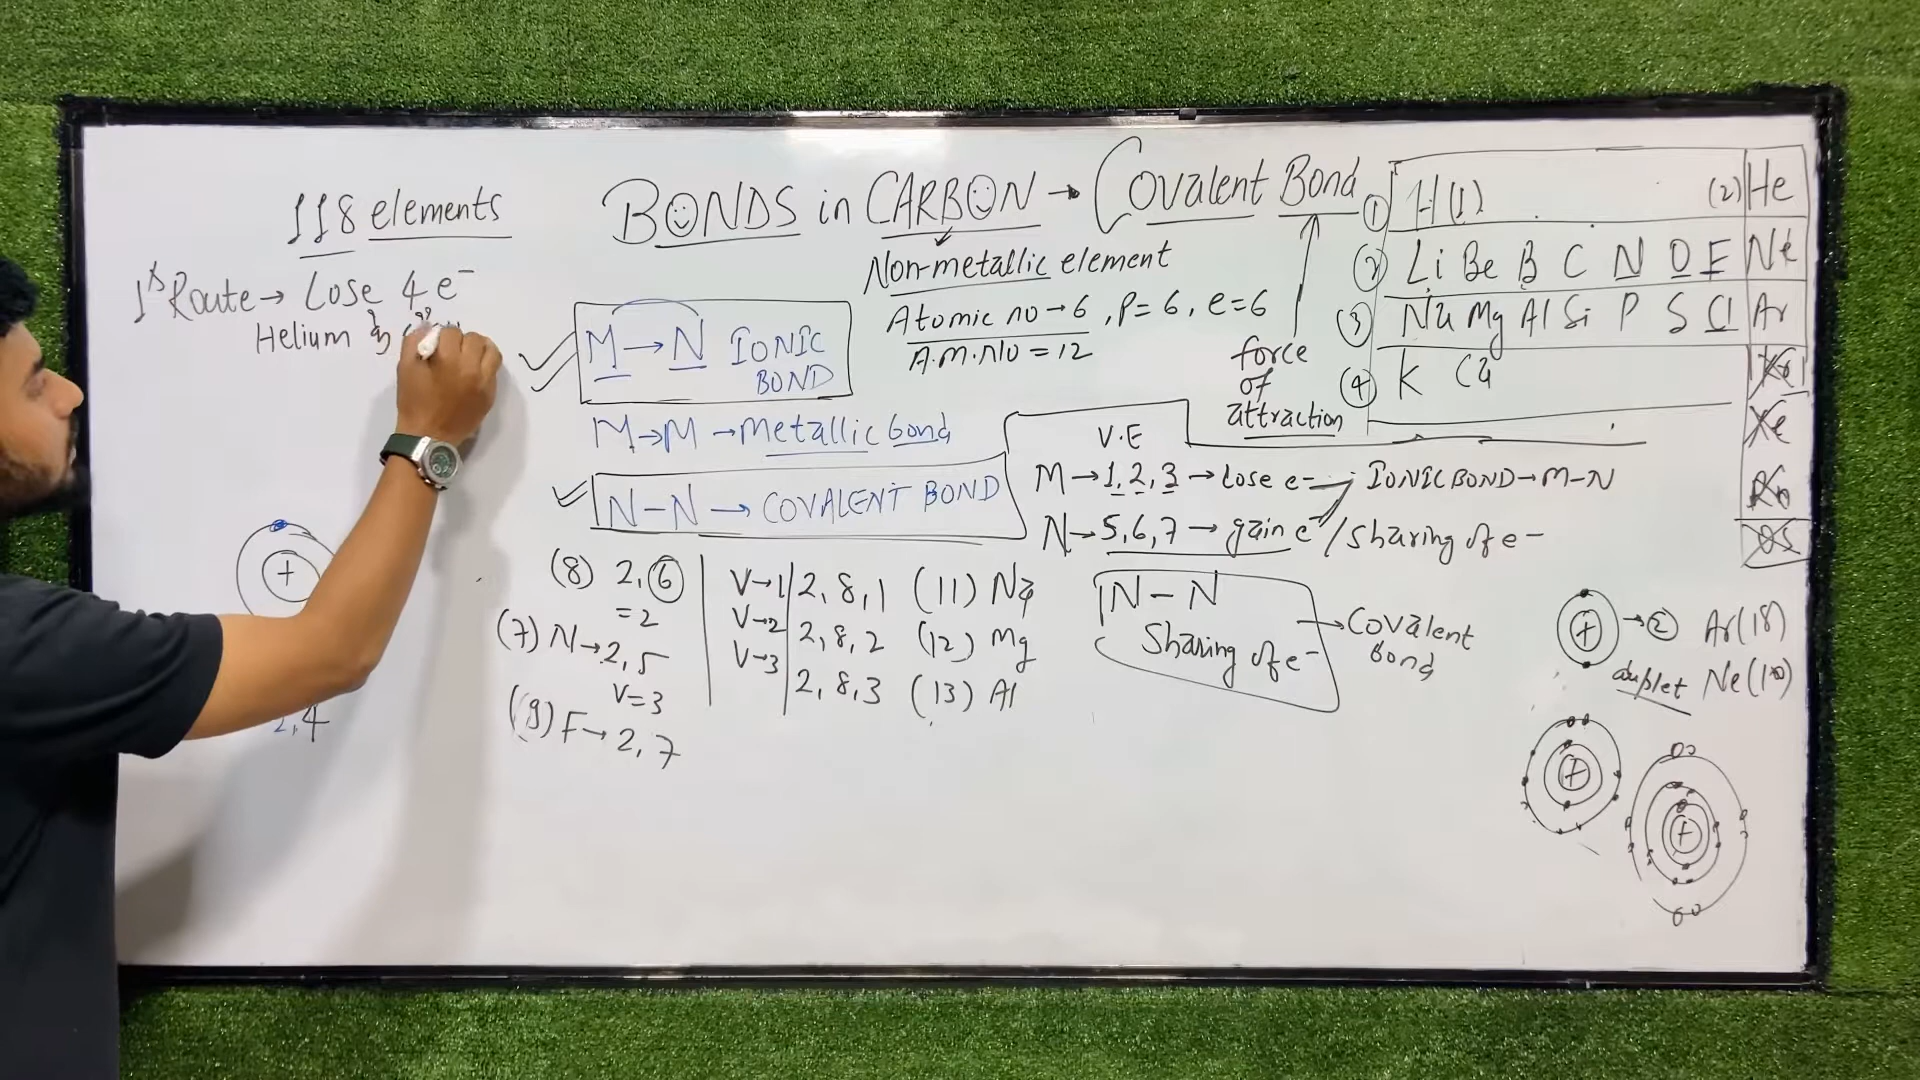 118 elements
1 Route → Lose 4 e⁻
Helium
2,4
BONDS in CARBON → Covalent Bond
Non-metallic element
Atomic no → 6, P = 6, e = 6
A.M.No = 12
force
of
attraction
M → N IONIC
BOND
M → M → Metallic bond
N – N → COVALENT BOND
V.E
M → 1, 2, 3 → Lose e- IONIC BOND → M-N
N → 5, 6, 7 → gain e⁻ / sharing of e-
(8) 2, 6
= 2
(7) N → 2, 5
V = 3
(9) F → 2, 7
V → 1 2, 8, 1 (11) Na
V → 2 2, 8, 2 (12) Mg
V → 3 2, 8, 3 (13) Al
N – N
Sharing of e⁻
→ Covalent
Bond
1 H(1) (2) He
2 Li Be B C N O F Ne
3 Na Mg Al Si P S Cl Ar
4 K Ca Kr
Xe
Rn
+ → 2 Ar(18)
duplet Ne(10)